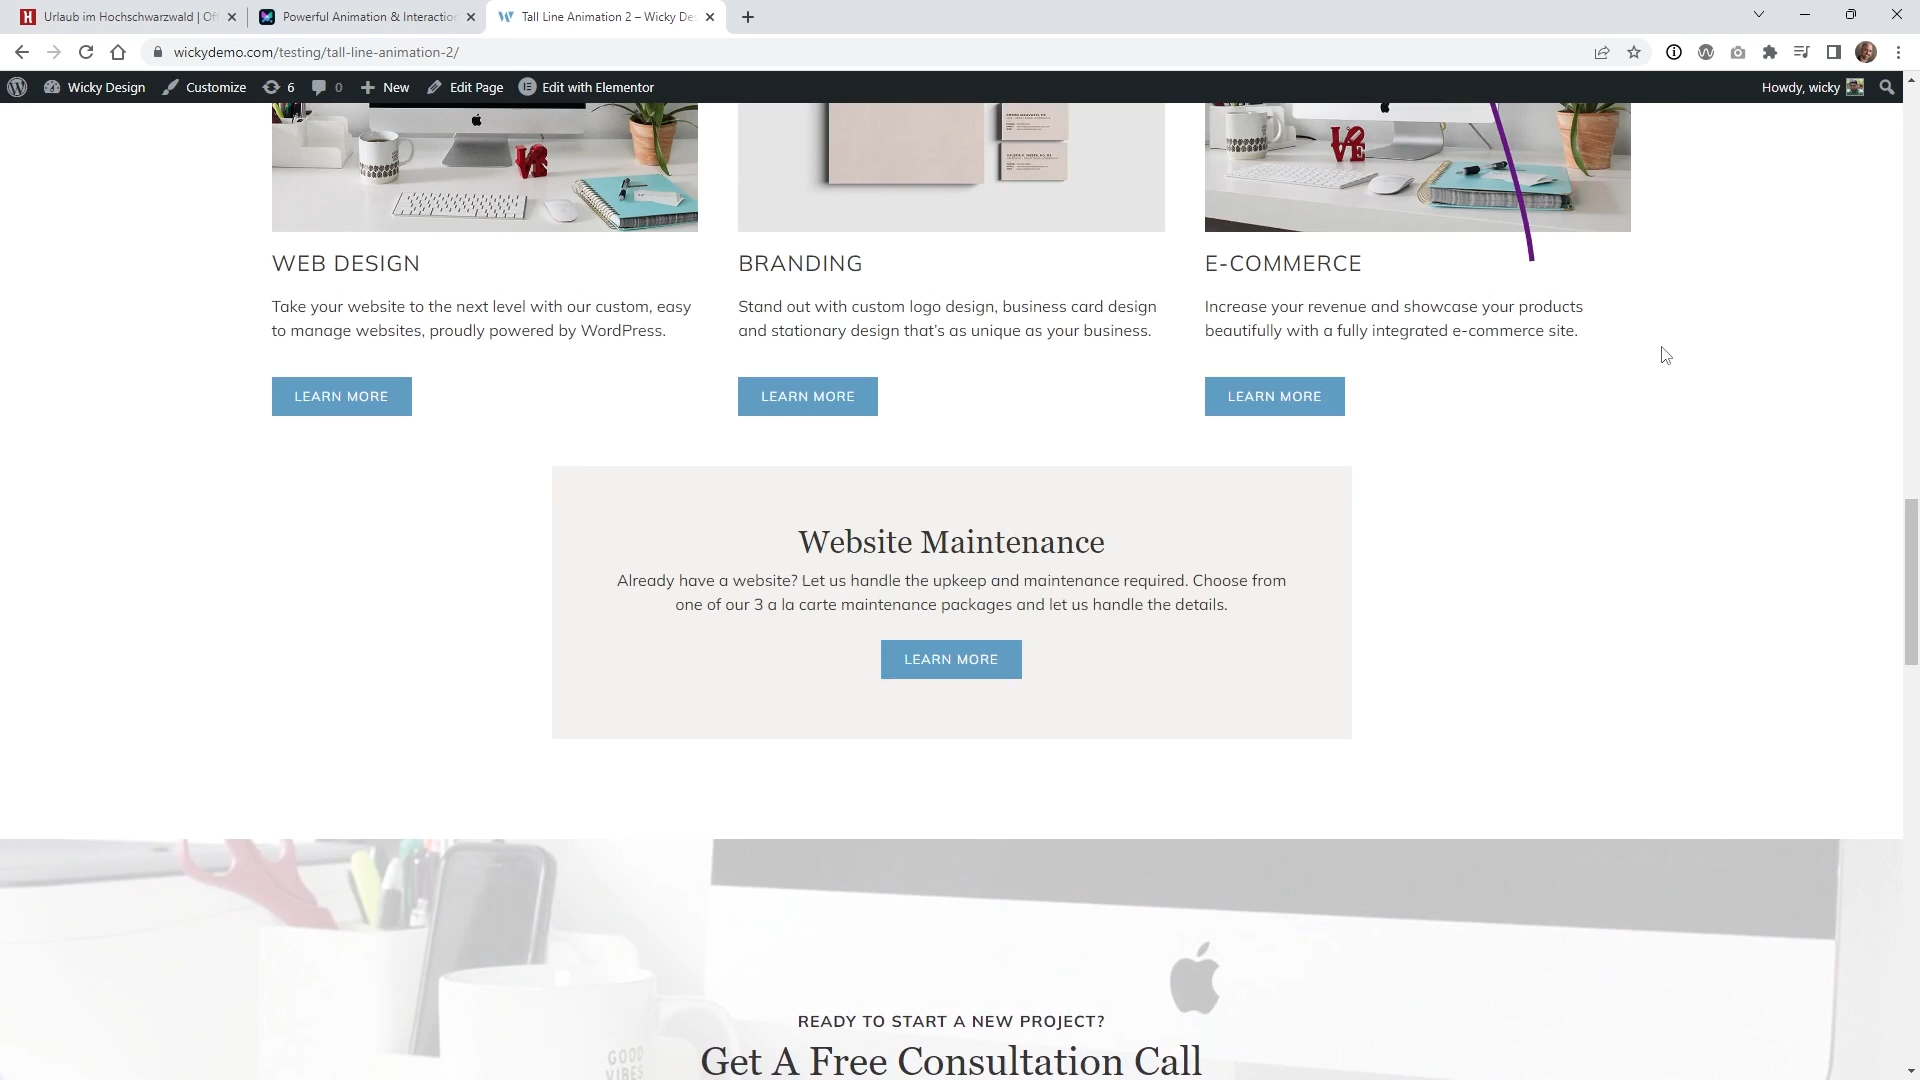 Urlaub im Hochschwarzwald | Of
Powerful Animation & Interaction
Tall Line Animation 2 – Wicky De
wickydemo.com/testing/tall-line-animation-2/
Wicky Design
Customize
6
0
New
Edit Page
Edit with Elementor
Howdy, wicky
LOVE
WEB DESIGN
Take your website to the next level with our custom, easy
to manage websites, proudly powered by WordPress.
LEARN MORE
BRANDING
Stand out with custom logo design, business card design
and stationary design that's as unique as your business.
LEARN MORE
E-COMMERCE
Increase your revenue and showcase your products
beautifully with a fully integrated e-commerce site.
LEARN MORE
Website Maintenance
Already have a website? Let us handle the upkeep and maintenance required. Choose from
one of our 3 a la carte maintenance packages and let us handle the details.
LEARN MORE
GOOD
VIBES
READY TO START A NEW PROJECT?
Get A Free Consultation Call